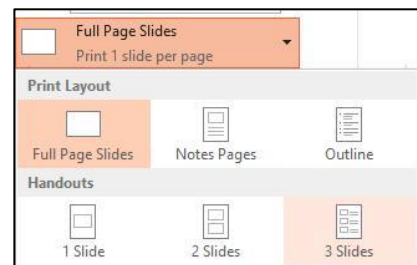 Full Page Slides
Print 1 slide per page
Print Layout
Full Page Slides Notes Pages Outline
Handouts
1 Slide 2 Slides 3 Slides